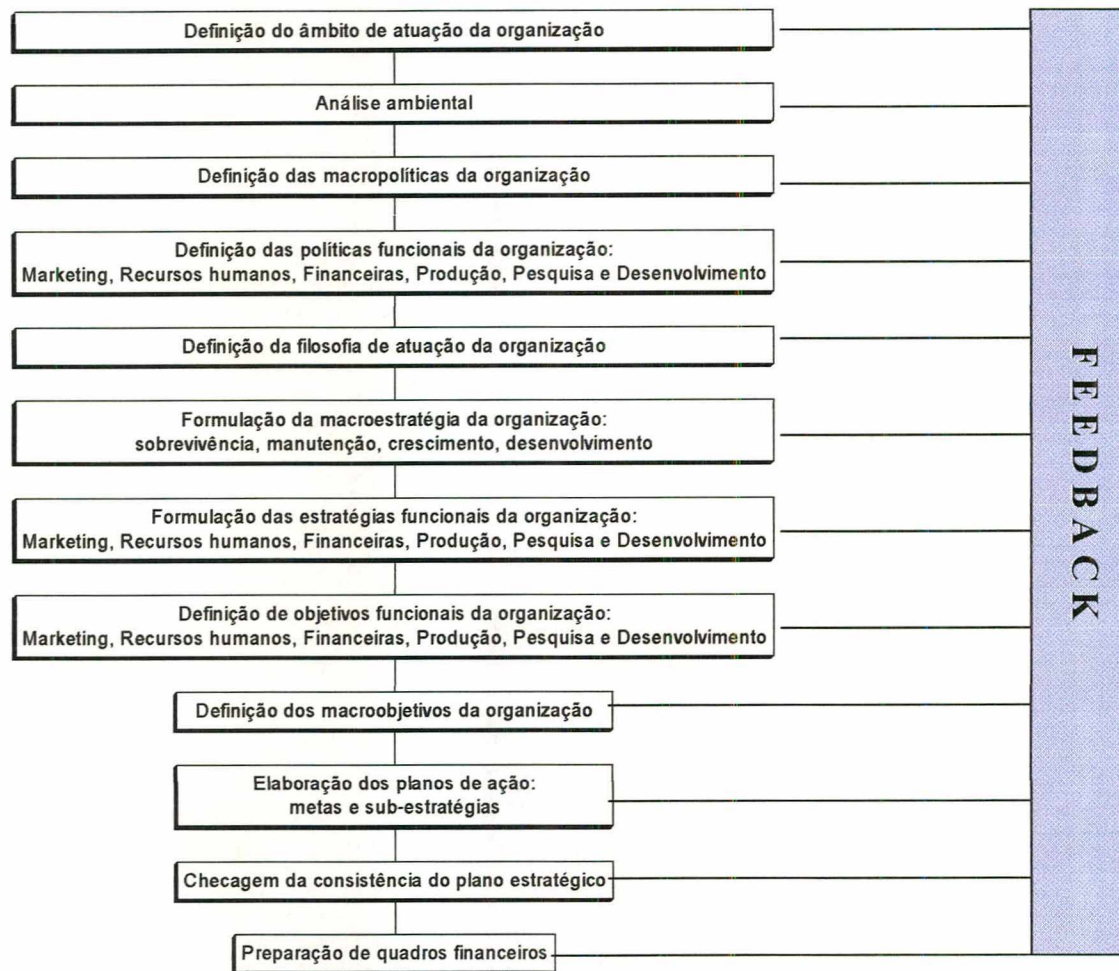 Definição do âmbito de atuação da organização
Análise ambiental
Definição das macropolíticas da organização
Definição das políticas funcionais da organização:
Marketing, Recursos humanos, Financeiras, Produção, Pesquisa e Desenvolvimento
Definição da filosofia de atuação da organização
Formulação da macroestratégia da organização:
sobrevivência, manutenção, crescimento, desenvolvimento
Formulação das estratégias funcionais da organização:
Marketing, Recursos humanos, Financeiras, Produção, Pesquisa e Desenvolvimento
Definição de objetivos funcionais da organização:
Marketing, Recursos humanos, Financeiras, Produção, Pesquisa e Desenvolvimento
Definição dos macroobjetivos da organização
Elaboração dos planos de ação:
metas e sub-estratégias
Checagem da consistência do plano estratégico
Preparação de quadros financeiros
FEEDBACK